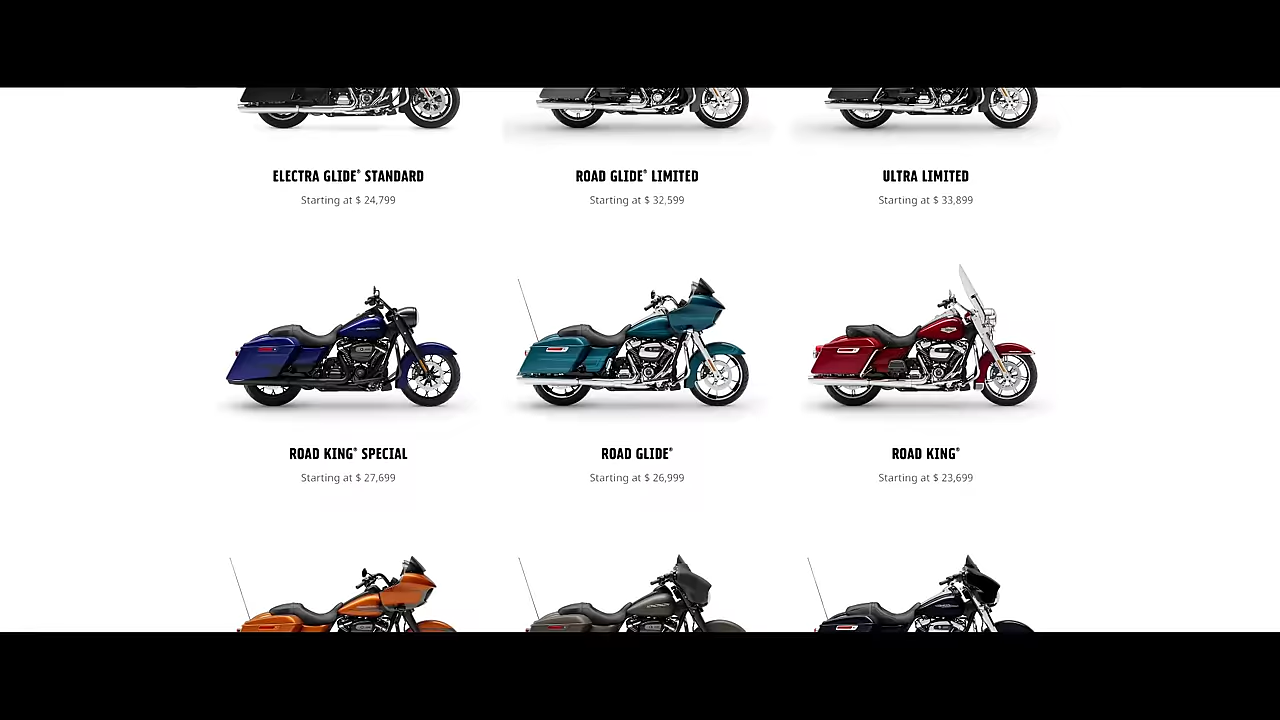 ELECTRA GLIDE® STANDARD
Starting at $ 24,799
ROAD GLIDE® LIMITED
Starting at $ 32,599
ULTRA LIMITED
Starting at $ 33,899
ROAD KING® SPECIAL
Starting at $ 27,699
ROAD GLIDE®
Starting at $ 26,999
ROAD KING®
Starting at $ 23,699